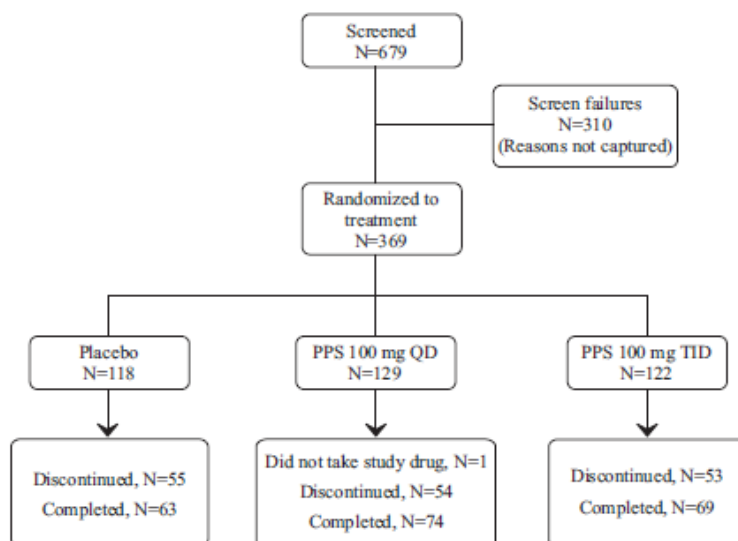 Screened
N=679
Screen failures
N=310
(Reasons not captured)
Randomized to
treatment
N=369
Placebo
N=118
PPS 100 mg QD
N=129
PPS 100 mg TID
N=122
Discontinued, N=55
Completed, N=63
Did not take study drug, N=1
Discontinued, N=54
Completed, N=74
Discontinued, N=53
Completed, N=69